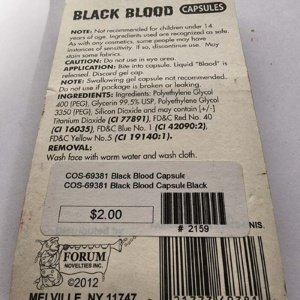 BLACK BLOOD CAPSULES
NOTE: Not recommended for children under 14
years of age. Ingredients used are recognized as safe.
As with any cosmetics, some people may have
instances of sensitivity. If so, discontinue use. May
stain some fabrics.
CAUTION: Do not use in eye area.
APPLICATION: Bite into capsule. Liquid "Blood" is
released. Discard gel cap.
NOTE: Swallowing gel capsule not recommended.
Do not use if package is broken or leaking.
INGREDIENTS: Ingredients: Polyethylene Glycol
400 (PEG), Glycerin 99.5% USP, Polyethylene Glycol
3350 (PEG), Silicon Dioxide and may contain [+/-]
Titanium Dioxide (CI 77891), FD&C Red No. 40
(CI 16035), FD&C Blue No. 1 (CI 42090:2),
FD&C Yellow No.5 (CI 19140:1),
REMOVAL:
Wash face with warm water and wash cloth.
COS-69381 Black Blood Capsule
COS-69381 Black Blood Capsule Black
$2.00
# 2159
FORUM
NOVELTIES INC.
©2012
MELVILLE, NY 11747